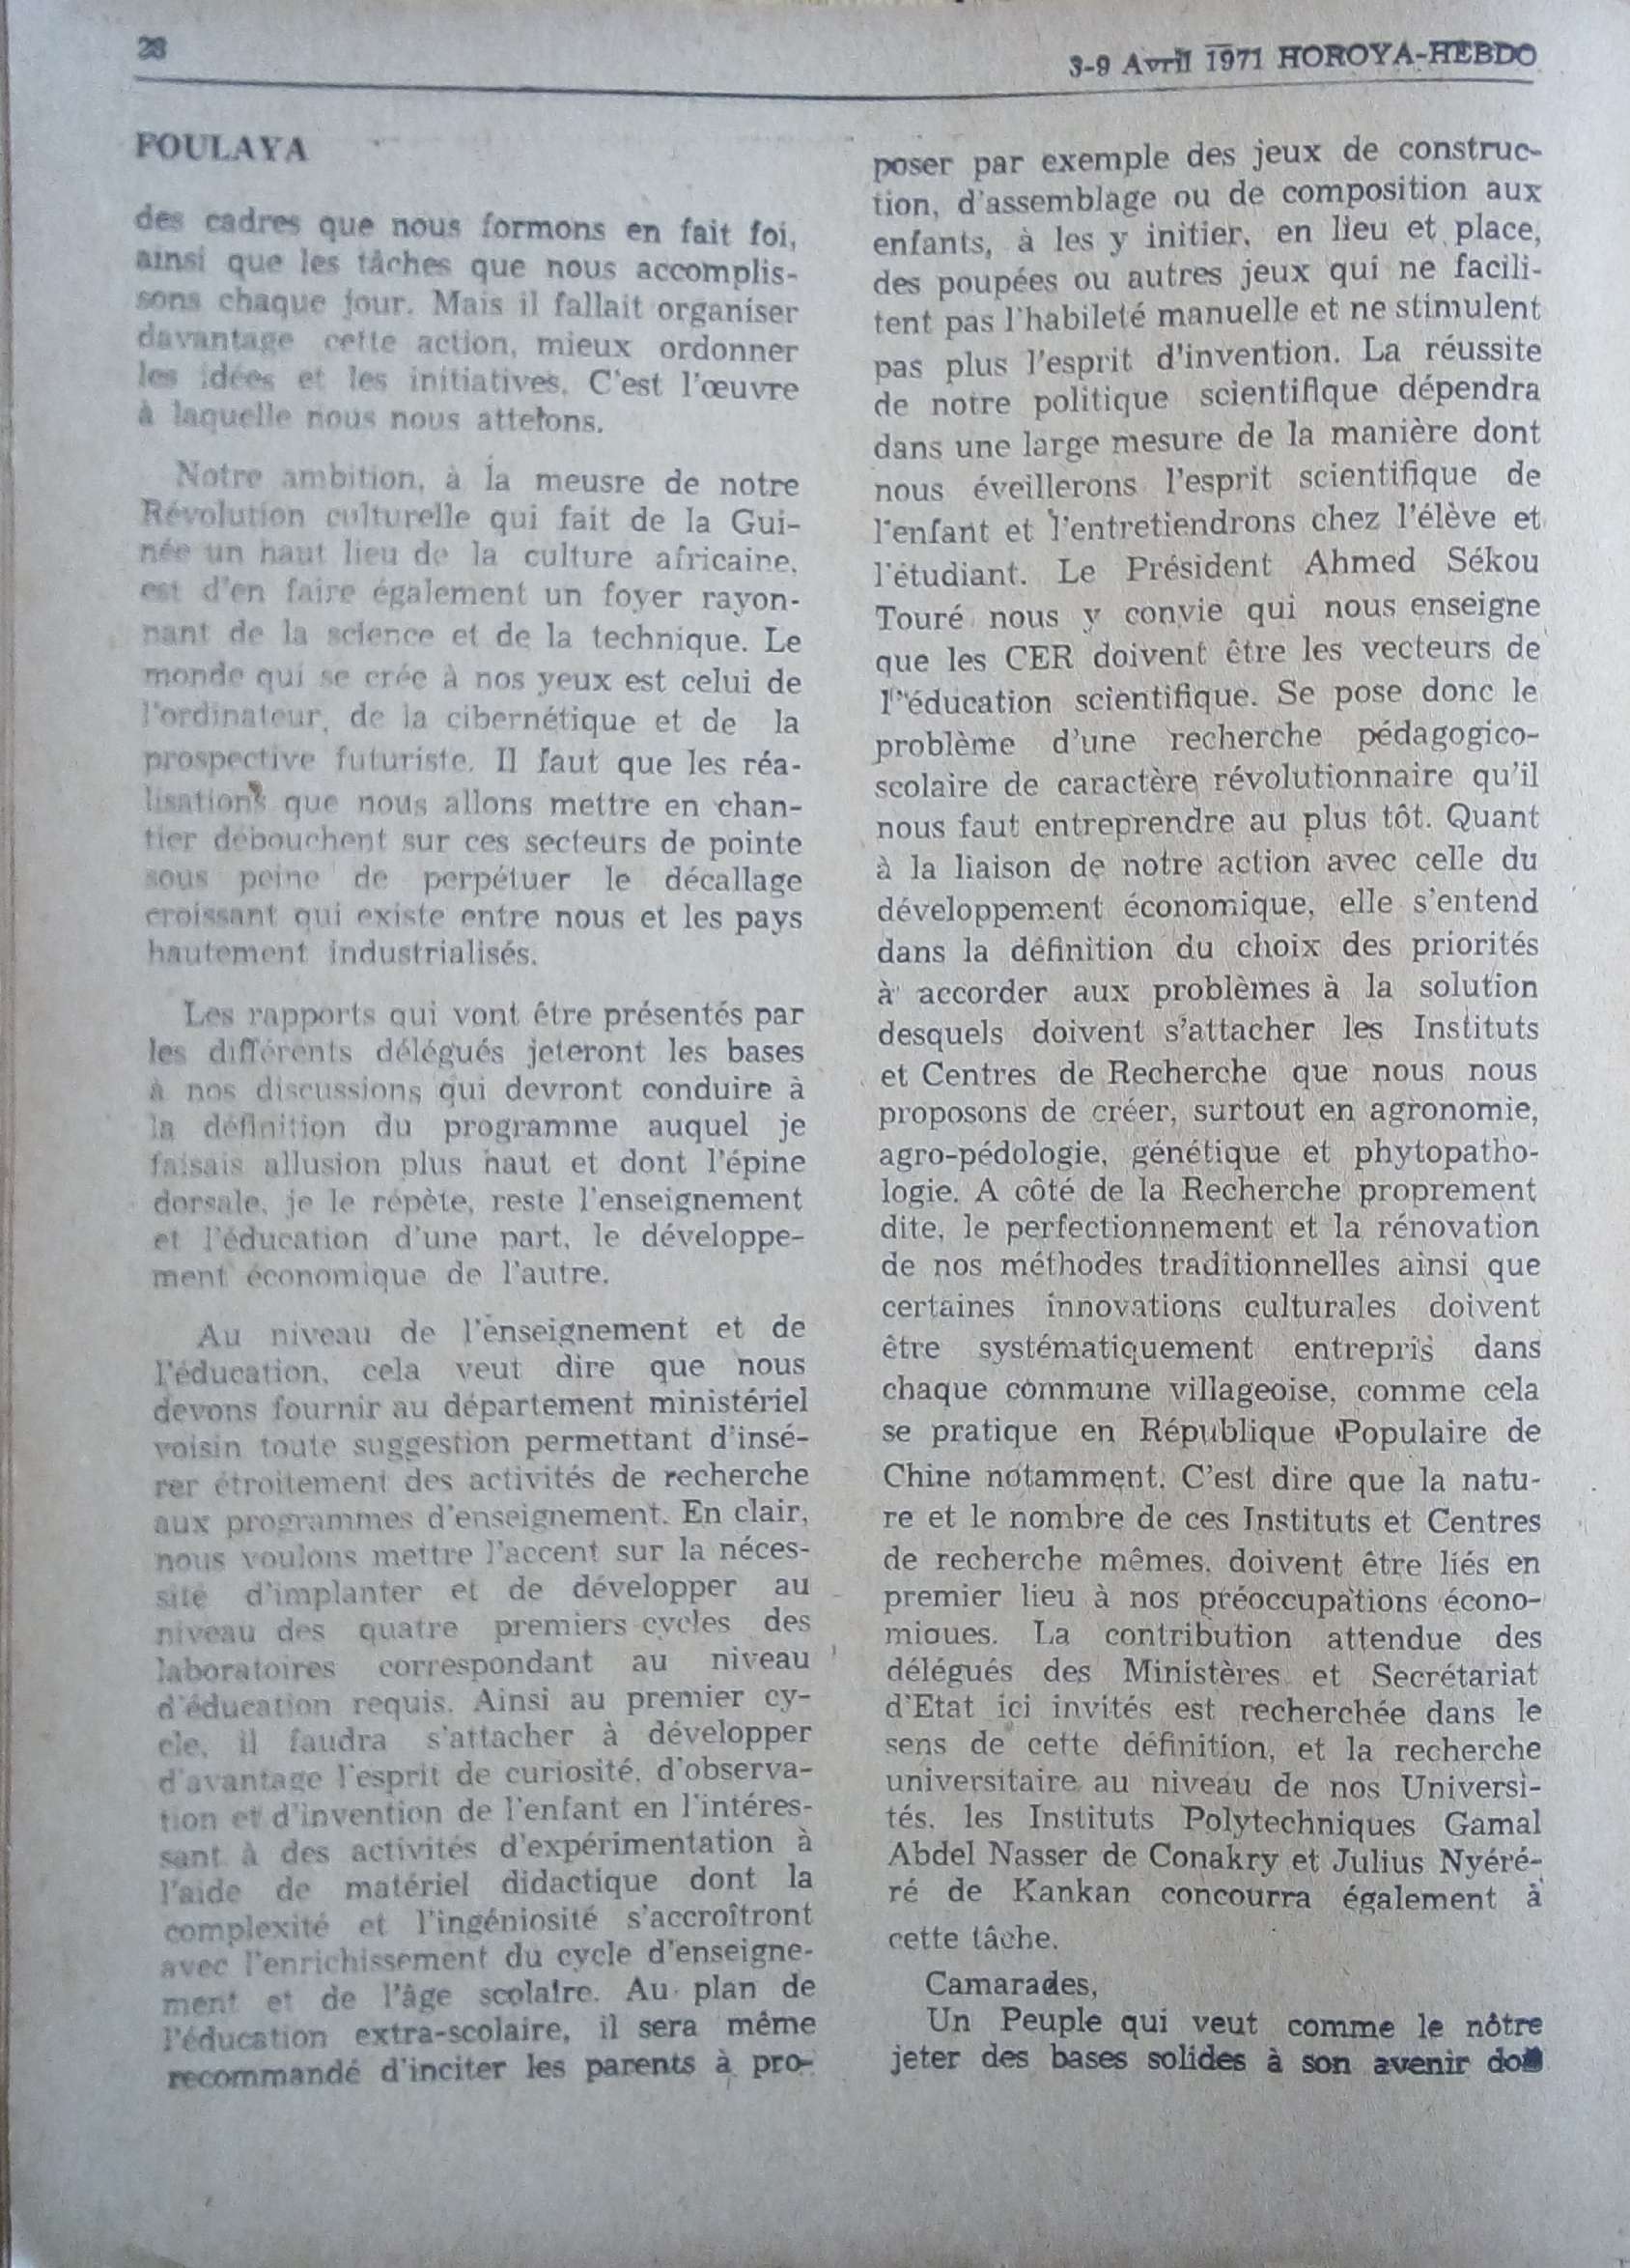 28
3-9 Avril 1971 HOROYA-HEBDO
FOULAYA
des cadres que nous formons en fait foi,
ainsi que les tâches que nous accomplis-
sons chaque jour. Mais il fallait organiser
davantage cette action, mieux ordonner
les idées et les initiatives. C'est l'œuvre
à laquelle nous nous attelons.
Notre ambition, à la meusre de notre
Révolution culturelle qui fait de la Gui-
née un haut lieu de la culture africaine,
est d'en faire également un foyer rayon-
nant de la science et de la technique. Le
monde qui se crée à nos yeux est celui de
l'ordinateur, de la cibernétique et de la
prospective futuriste. Il faut que les réa-
lisations que nous allons mettre en chan-
tier débouchent sur ces secteurs de pointe
sous peine de perpétuer le décallage
croissant qui existe entre nous et les pays
hautement industrialisés.
Les rapports qui vont être présentés par
les différents délégués jeteront les bases
à nos discussions qui devront conduire à
la définition du programme auquel je
faisais allusion plus haut et dont l'épine
dorsale, je le répète, reste l'enseignement
et l'éducation d'une part, le développe-
ment économique de l'autre.
Au niveau de l'enseignement et de
l'éducation, cela veut dire que nous
devons fournir au département ministériel
voisin toute suggestion permettant d'insé-
rer étroitement des activités de recherche
aux programmes d'enseignement. En clair,
nous voulons mettre l'accent sur la néces-
sité d'implanter et de développer au
niveau des quatre premiers cycles des
laboratoires correspondant au niveau
d'éducation requis. Ainsi au premier cy-
cle, il faudra s'attacher à développer
d'avantage l'esprit de curiosité, d'observa-
tion et d'invention de l'enfant en l'intéres-
sant à des activités d'expérimentation à
l'aide de matériel didactique dont la
complexité et l'ingéniosité s'accroîtront
avec l'enrichissement du cycle d'enseigne-
ment et de l'âge scolaire. Au plan de
l'éducation extra-scolaire, il sera même
recommandé d'inciter les parents à pro-
poser par exemple des jeux de construc-
tion, d'assemblage ou de composition aux
enfants, à les y initier, en lieu et place,
des poupées ou autres jeux qui ne facili-
tent pas l'habileté manuelle et ne stimulent
pas plus l'esprit d'invention. La réussite
de notre politique scientifique dépendra
dans une large mesure de la manière dont
nous éveillerons l'esprit scientifique de
l'enfant et l'entretiendrons chez l'élève et
l'étudiant. Le Président Ahmed Sékou
Touré nous y convie qui nous enseigne
que les CER doivent être les vecteurs de
l'éducation scientifique. Se pose donc le
problème d'une recherche pédagogico-
scolaire de caractère révolutionnaire qu'il
nous faut entreprendre au plus tôt. Quant
à la liaison de notre action avec celle du
développement économique, elle s'entend
dans la définition du choix des priorités
à accorder aux problèmes à la solution
desquels doivent s'attacher les Instituts
et Centres de Recherche que nous nous
proposons de créer, surtout en agronomie,
agro-pédologie, génétique et phytopatho-
logie. A côté de la Recherche proprement
dite, le perfectionnement et la rénovation
de nos méthodes traditionnelles ainsi que
certaines innovations culturales doivent
être systématiquement entrepris dans
chaque commune villageoise, comme cela
se pratique en République Populaire de
Chine notamment. C'est dire que la natu-
re et le nombre de ces Instituts et Centres
de recherche mêmes, doivent être liés en
premier lieu à nos préoccupations écono-
miques. La contribution attendue des
délégués des Ministères et Secrétariat
d'Etat ici invités est recherchée dans le
sens de cette définition, et la recherche
universitaire au niveau de nos Universi-
tés, les Instituts Polytechniques Gamal
Abdel Nasser de Conakry et Julius Nyéré-
ré de Kankan concourra également à
cette tâche.
Camarades,
Un Peuple qui veut comme le nôtre
jeter des bases solides à son avenir